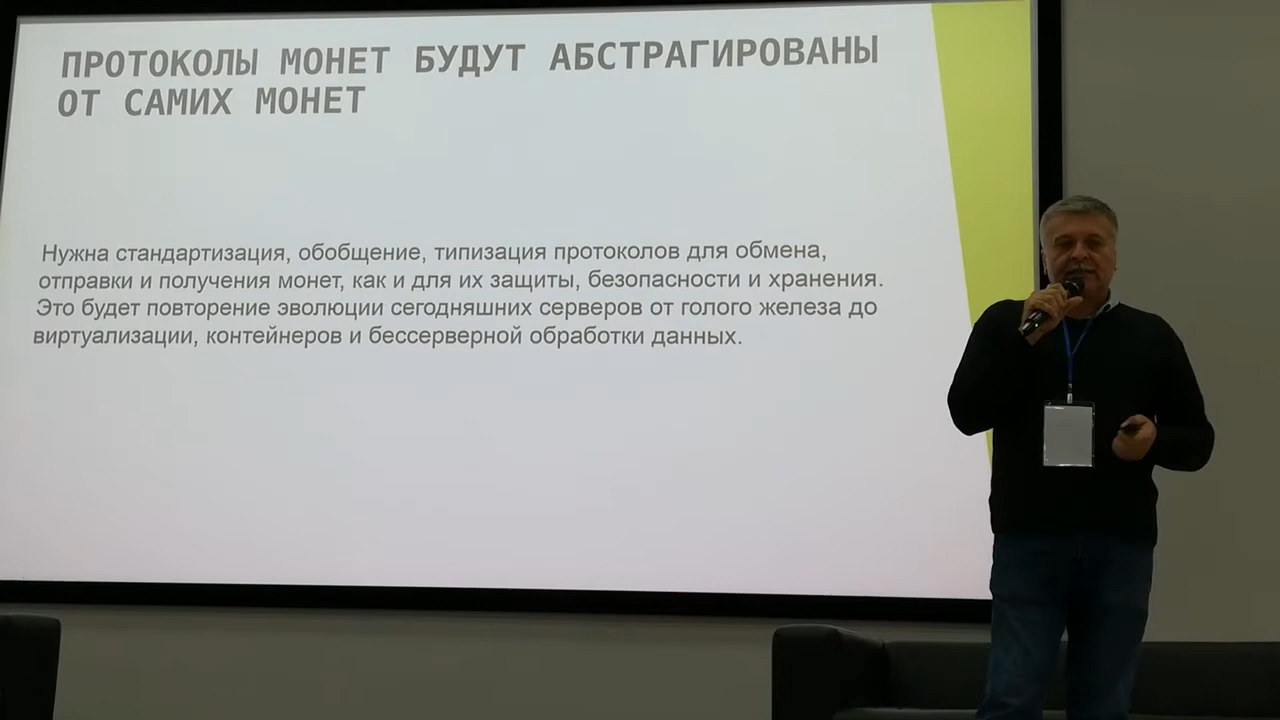 ПРОТОКОЛЫ МОНЕТ БУДУТ АБСТРАГИРОВАНЫ
ОТ САМИХ МОНЕТ
Нужна стандартизация, обобщение, типизация протоколов для обмена,
отправки и получения монет, как и для их защиты, безопасности и хранения.
Это будет повторение эволюции сегодняшних серверов от голого железа до
виртуализации, контейнеров и бессерверной обработки данных.